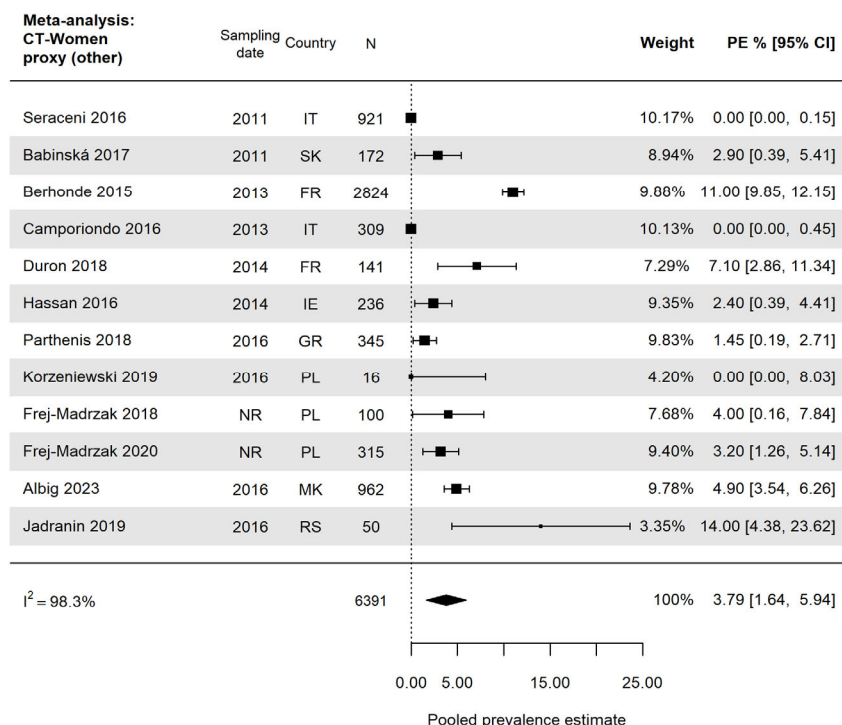 Meta-analysis:
CT-Women
proxy (other) Sampling date Country N Weight PE % [95% CI]
Seraceni 2016 2011 IT 921 10.17% 0.00 [0.00, 0.15]
Babinská 2017 2011 SK 172 8.94% 2.90 [0.39, 5.41]
Berhonde 2015 2013 FR 2824 9.88% 11.00 [9.85, 12.15]
Camporiondo 2016 2013 IT 309 10.13% 0.00 [0.00, 0.45]
Duron 2018 2014 FR 141 7.29% 7.10 [2.86, 11.34]
Hassan 2016 2014 IE 236 9.35% 2.40 [0.39, 4.41]
Parthenis 2018 2016 GR 345 9.83% 1.45 [0.19, 2.71]
Korzeniewski 2019 2016 PL 16 4.20% 0.00 [0.00, 8.03]
Frej-Madrzak 2018 NR PL 100 7.68% 4.00 [0.16, 7.84]
Frej-Madrzak 2020 NR PL 315 9.40% 3.20 [1.26, 5.14]
Albig 2023 2016 MK 962 9.78% 4.90 [3.54, 6.26]
Jadranin 2019 2016 RS 50 3.35% 14.00 [4.38, 23.62]
I² = 98.3% 6391 100% 3.79 [1.64, 5.94]
0.00 5.00 15.00 25.00
Pooled prevalence estimate